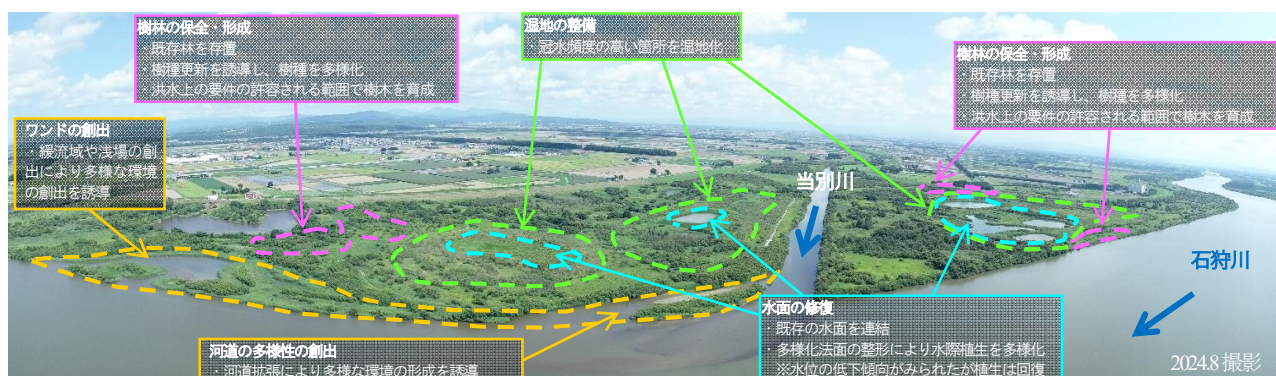 樹林の保全・形成
・既存林を存置
・樹種更新を誘導し、樹種を多様化
・洪水上の要件の許容される範囲で樹木を育成
湿地の整備
・冠水頻度の高い箇所を湿地化
樹林の保全・形成
・既存林を存置
・樹種更新を誘導し、樹種を多様化
・洪水上の要件の許容される範囲で樹木を育成
ワンドの創出
・緩流域や浅場の創
出により多様な環境
の創出を誘導
当別川
石狩川
水面の修復
・既存の水面を連結
・多様化法面の整形により水際植生を多様化
※水位の低下傾向がみられたが植生は回復
河道の多様性の創出
・河道拡張により多様な環境の形成を誘導
2024.8 撮影